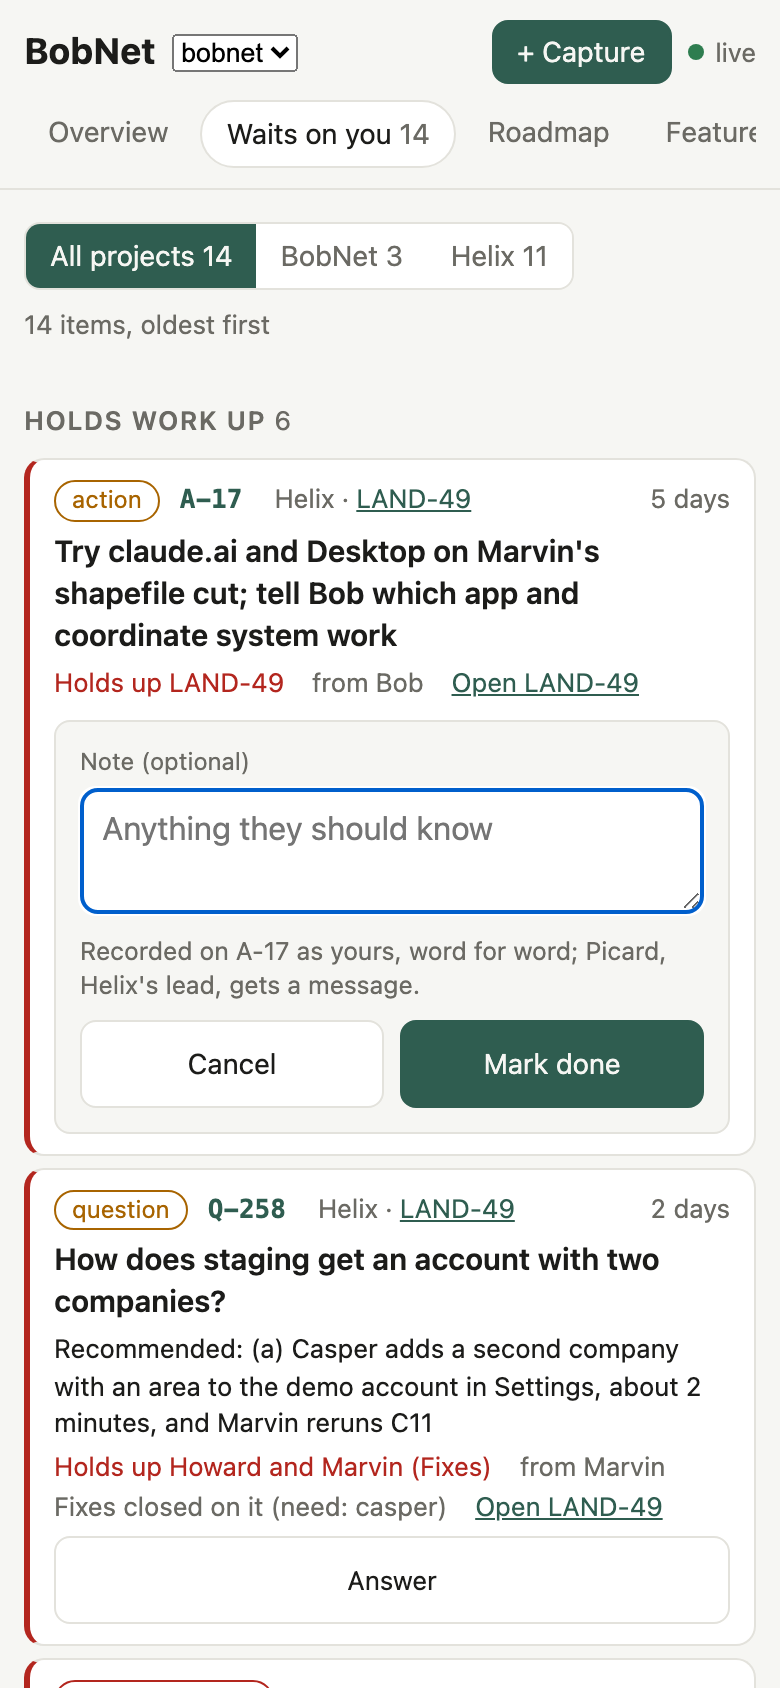 BobNet bobnet + Capture live
Overview Waits on you 14 Roadmap Feature
All projects 14 BobNet 3 Helix 11
14 items, oldest first
HOLDS WORK UP 6
action A-17 Helix · LAND-49 5 days
Try claude.ai and Desktop on Marvin's
shapefile cut; tell Bob which app and
coordinate system work
Holds up LAND-49 from Bob Open LAND-49
Note (optional)
Anything they should know
Recorded on A-17 as yours, word for word; Picard,
Helix's lead, gets a message.
Cancel Mark done
question Q-258 Helix · LAND-49 2 days
How does staging get an account with two
companies?
Recommended: (a) Casper adds a second company
with an area to the demo account in Settings, about 2
minutes, and Marvin reruns C11
Holds up Howard and Marvin (Fixes) from Marvin
Fixes closed on it (need: casper) Open LAND-49
Answer